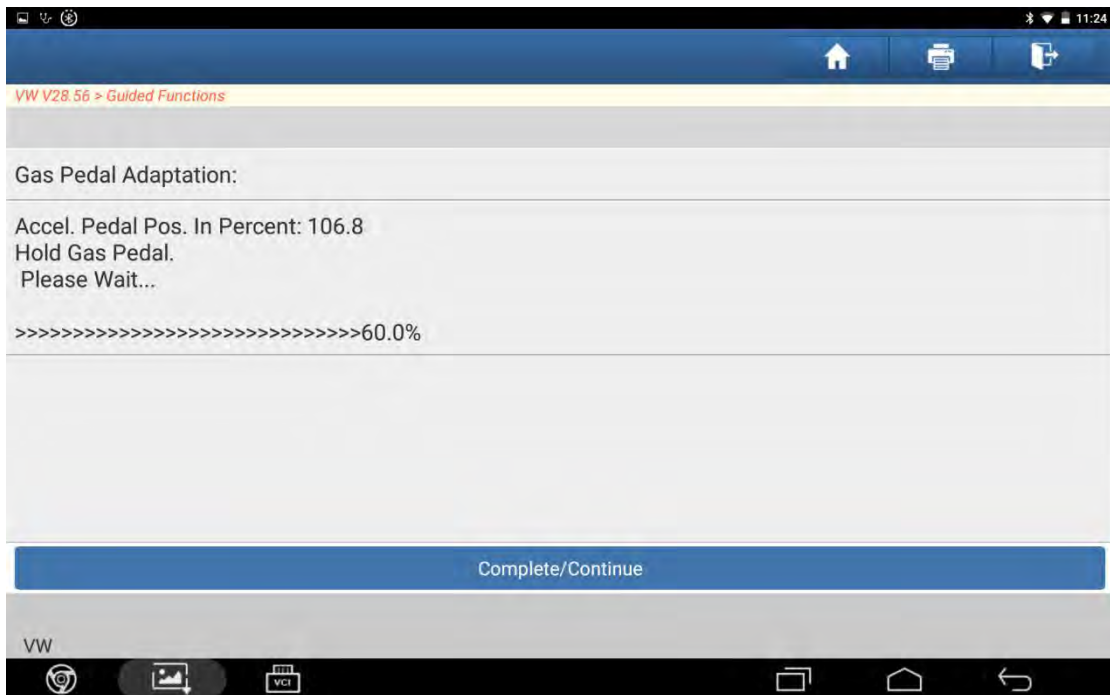 11:24
VW V28.56 > Guided Functions
Gas Pedal Adaptation:
Accel. Pedal Pos. In Percent: 106.8
Hold Gas Pedal.
Please Wait...
>>>>>>>>>>>>>>>>>>>>>>>>>>>>>>60.0%
Complete/Continue
VW
VCI